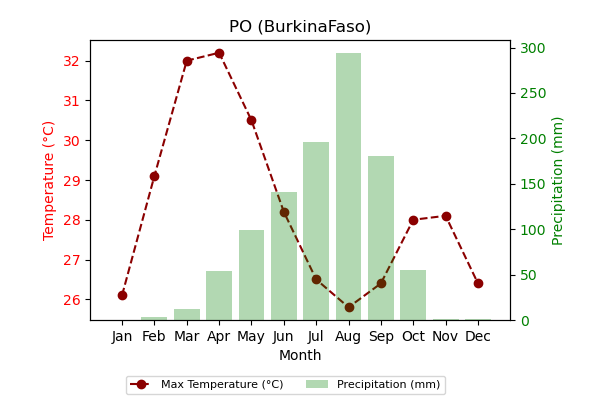 PO (BurkinaFaso)
Temperature (°C)
32
31
30
29
28
27
26
300
250
200
150
100
50
0
Precipitation (mm)
Jan Feb Mar Apr May Jun Jul Aug Sep Oct Nov Dec
Month
Max Temperature (°C) Precipitation (mm)